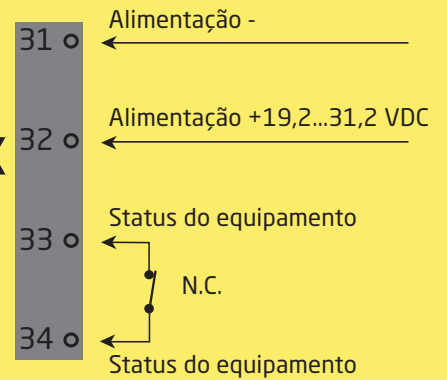 Alimentação -
31
Alimentação +19,2...31,2 VDC
32
Status do equipamento
33
N.C.
34
Status do equipamento